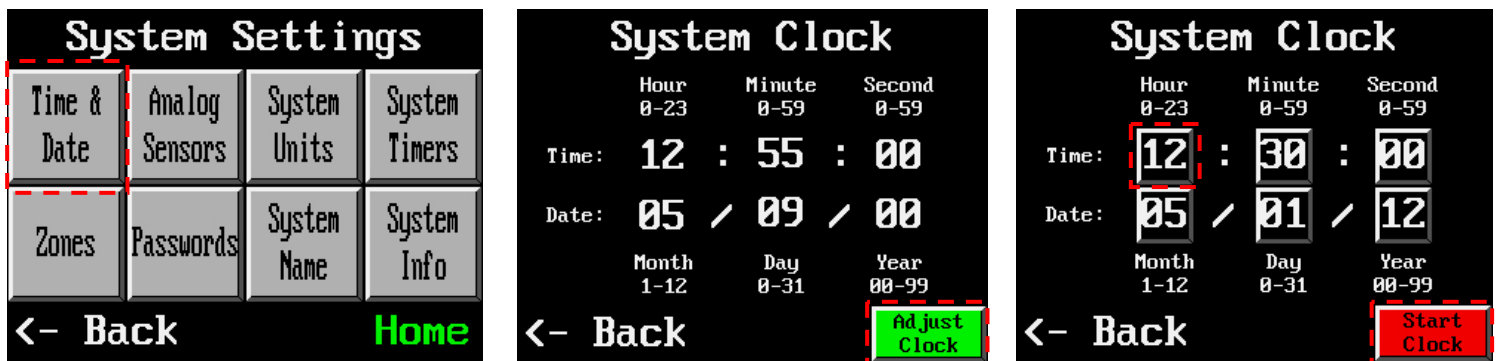 System Settings
Time &
Date
Analog
Sensors
System
Units
System
Timers
Zones
Passwords
System
Name
System
Info
<- Back
Home
System Clock
Hour Minute Second
0-23 0-59 0-59
Time: 12 : 55 : 00
Date: 05 / 09 / 00
Month Day Year
1-12 0-31 00-99
<- Back
Adjust
Clock
System Clock
Hour Minute Second
0-23 0-59 0-59
Time: 12 : 30 : 00
Date: 05 / 01 / 12
Month Day Year
1-12 0-31 00-99
<- Back
Start
Clock